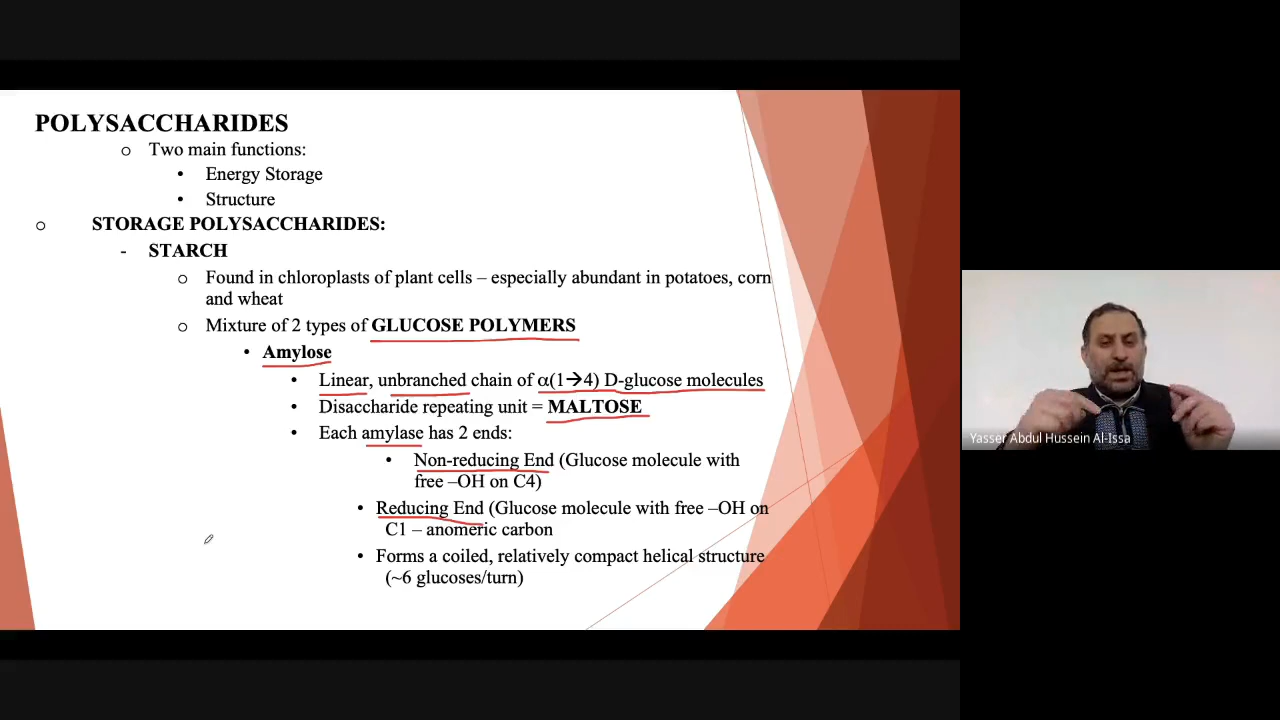 POLYSACCHARIDES
o Two main functions:
• Energy Storage
• Structure
o STORAGE POLYSACCHARIDES:
- STARCH
o Found in chloroplasts of plant cells – especially abundant in potatoes, corn
and wheat
o Mixture of 2 types of GLUCOSE POLYMERS
• Amylose
• Linear, unbranched chain of α(1→4) D-glucose molecules
• Disaccharide repeating unit = MALTOSE
• Each amylase has 2 ends:
• Non-reducing End (Glucose molecule with
free –OH on C4)
• Reducing End (Glucose molecule with free –OH on
C1 – anomeric carbon
• Forms a coiled, relatively compact helical structure
(~6 glucoses/turn)
Yasser Abdul Hussein Al-Issa